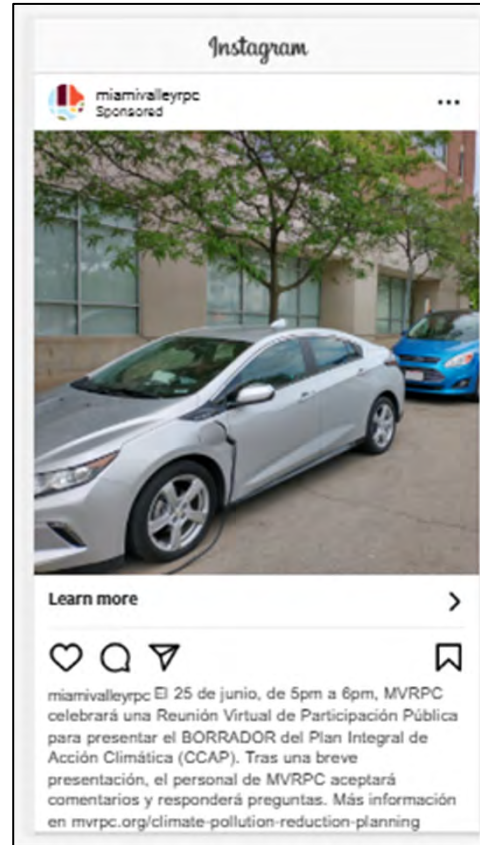 Instagram
miamivalleyrpc
Sponsored
Learn more
miamivalleyrpc El 25 de junio, de 5pm a 6pm, MVRPC
celebrará una Reunión Virtual de Participación Pública
para presentar el BORRADOR del Plan Integral de
Acción Climática (CCAP). Tras una breve
presentación, el personal de MVRPC aceptará
comentarios y responderá preguntas. Más información
en mvrpc.org/climate-pollution-reduction-planning